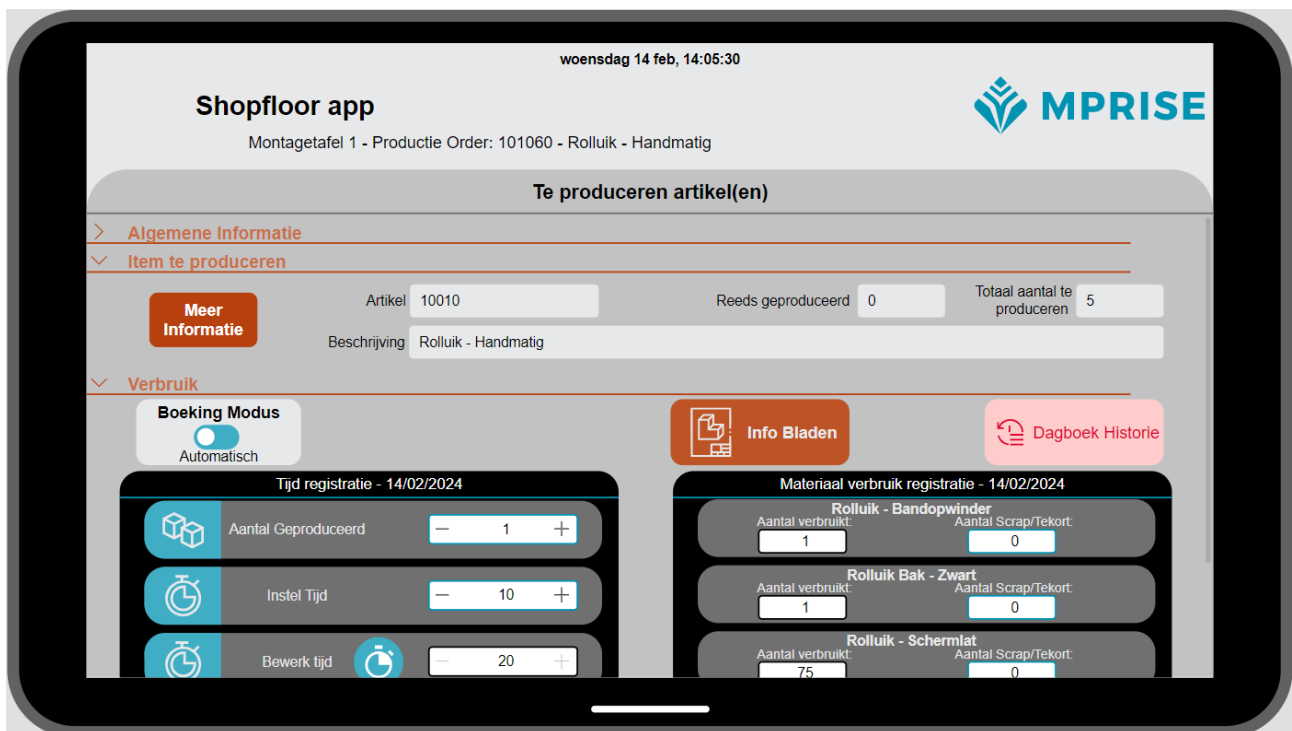 woensdag 14 feb, 14:05:30
Shopfloor app
MPRISE
Montagetafel 1 - Productie Order: 101060 - Rolluik - Handmatig
Te produceren artikel(en)
Algemene Informatie
Item te produceren
Meer
Informatie
Artikel 10010
Reeds geproduceerd 0
Totaal aantal te
produceren 5
Beschrijving Rolluik - Handmatig
Verbruik
Boeking Modus
Automatisch
Info Bladen
Dagboek Historie
Tijd registratie - 14/02/2024
Aantal Geproduceerd — 1 +
Instel Tijd — 10 +
Bewerk tijd — 20 +
Materiaal verbruik registratie - 14/02/2024
Rolluik - Bandopwinder
Aantal verbruikt: Aantal Scrap/Tekort:
1 0
Rolluik Bak - Zwart
Aantal verbruikt: Aantal Scrap/Tekort:
1 0
Rolluik - Schermlat
Aantal verbruikt: Aantal Scrap/Tekort:
75 0